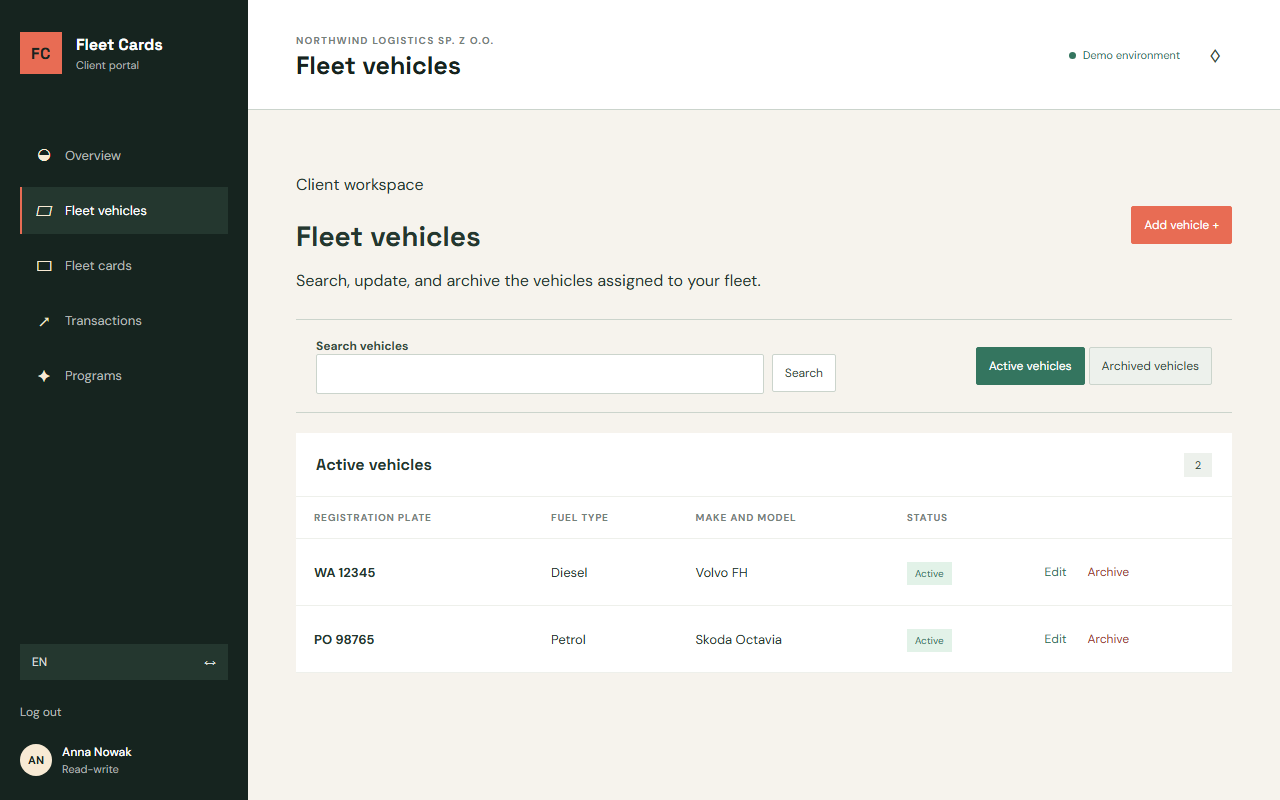 FC
Fleet Cards
Client portal
Overview
Fleet vehicles
Fleet cards
Transactions
Programs
EN
Log out
AN
Anna Nowak
Read-write
NORTHWIND LOGISTICS SP. Z O.O.
Fleet vehicles
Demo environment
Client workspace
Fleet vehicles
Search, update, and archive the vehicles assigned to your fleet.
Add vehicle +
Search vehicles
Search
Active vehicles
Archived vehicles
Active vehicles
2
REGISTRATION PLATE FUEL TYPE MAKE AND MODEL STATUS
WA 12345 Diesel Volvo FH Active Edit Archive
PO 98765 Petrol Skoda Octavia Active Edit Archive